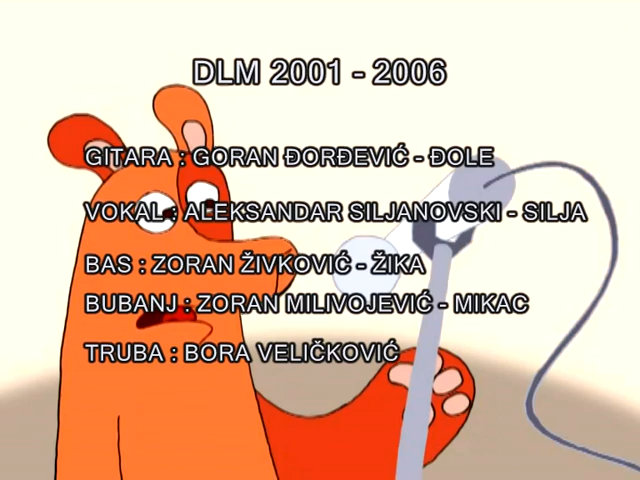 DLM 2001 - 2006
GITARA : GORAN ĐORĐEVIĆ - ĐOLE
VOKAL : ALEKSANDAR SILJANOVSKI - SILJA
BAS : ZORAN ŽIVKOVIĆ - ŽIKA
BUBANJ : ZORAN MILIVOJEVIĆ - MIKAC
TRUBA : BORA VELIČKOVIĆ